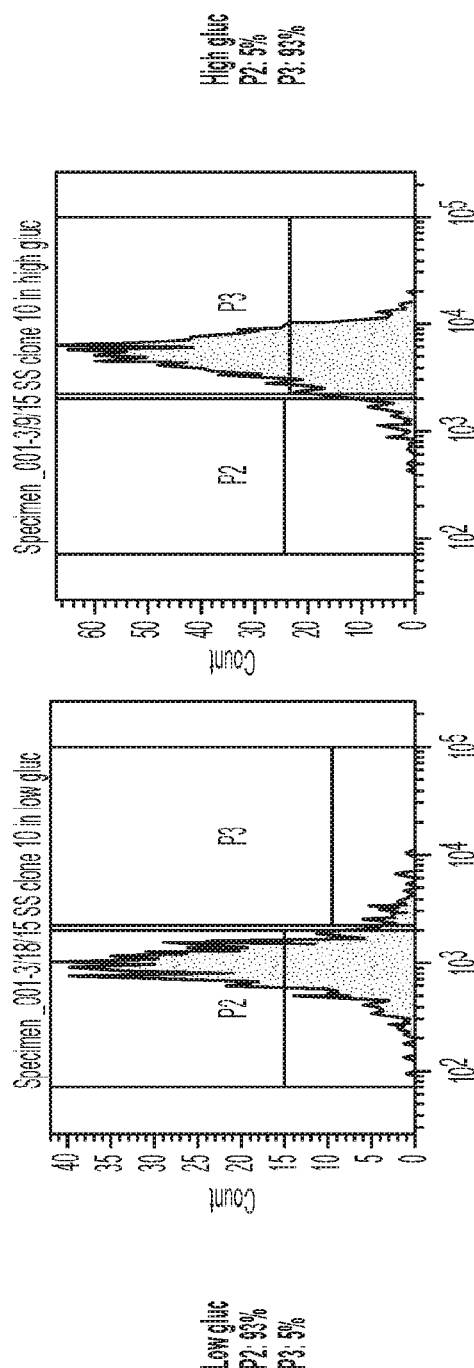 Low gluc
P2: 93%
P3: 5%
Specimen_001-3/18/15 SS clone 10 in low gluc
Count
40
35
30
25
20
15
10
5
0
P2
P3
10²
10³
10⁴
10⁵
Specimen_001-3/9/15 SS clone 10 in high gluc
Count
60
50
40
30
20
10
0
P2
P3
10²
10³
10⁴
10⁵
High gluc
P2: 5%
P3: 93%